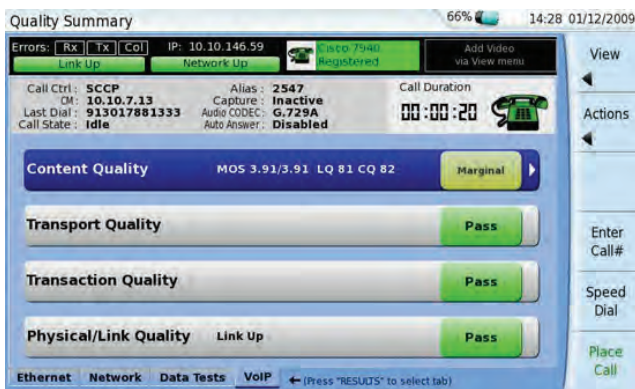 Quality Summary 66% 14:28 01/12/2009
Errors: Rx Tx Col IP: 10.10.146.59 Cisco 7940 Add Video
Link Up Network Up Registered via View menu
Call Ctrl: SCCP Alias: 2547 Call Duration
CM: 10.10.7.13 Capture: Inactive 00:00:20
Last Dial: 913017881333 Audio CODEC: G.729A
Call State: Idle Auto Answer: Disabled
Content Quality MOS 3.91/3.91 LQ 81 CQ 82 Marginal
Transport Quality Pass
Transaction Quality Pass
Physical/Link Quality Link Up Pass
Ethernet Network Data Tests VoIP ←(Press "RESULTS" to select tab)
View
Actions
Enter
Call#
Speed
Dial
Place
Call